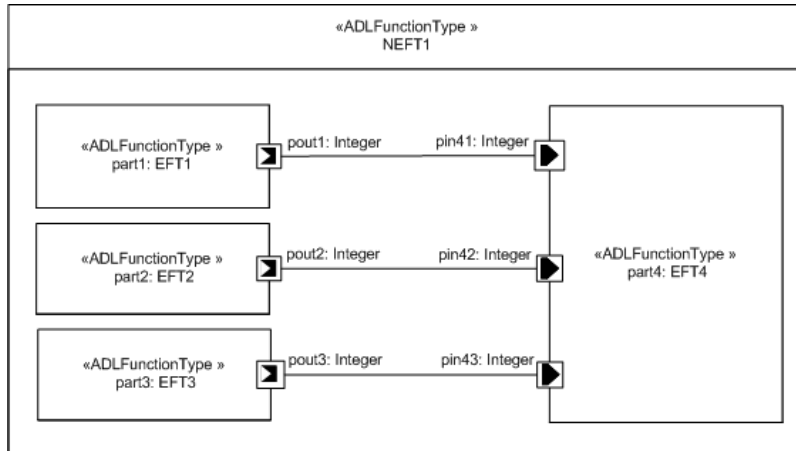 «ADLFunctionType »
NEFT1
«ADLFunctionType »
part1: EFT1
pout1: Integer
pin41: Integer
«ADLFunctionType »
part2: EFT2
pout2: Integer
pin42: Integer
«ADLFunctionType »
part4: EFT4
«ADLFunctionType »
part3: EFT3
pout3: Integer
pin43: Integer